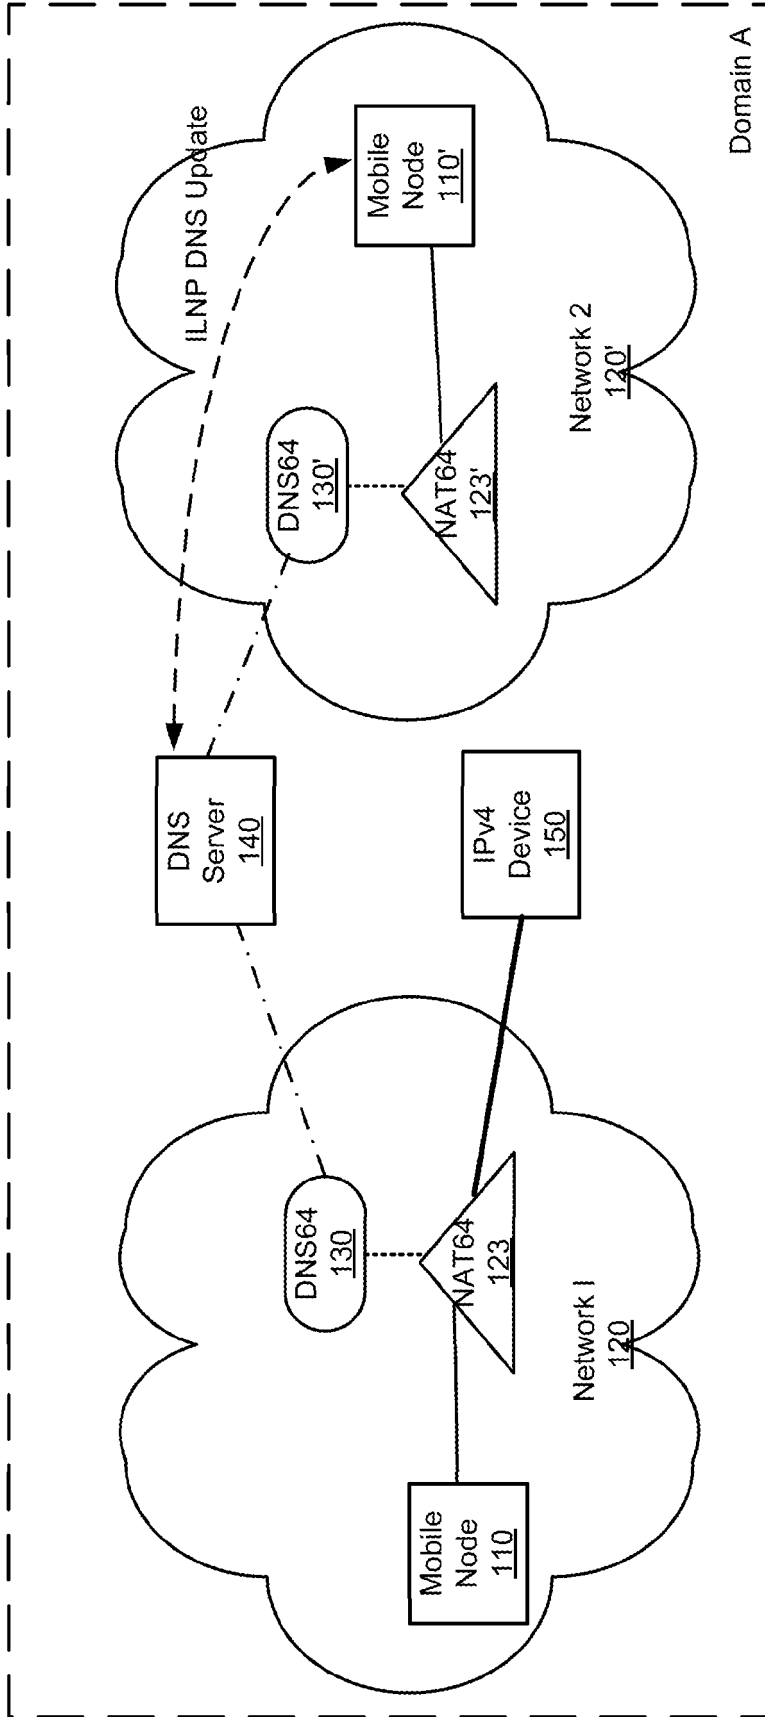 Domain A
DNS
Server
140
ILNP DNS Update
DNS64
130
DNS64
130'
Mobile
Node
110
NAT64
123
IPv4
Device
150
NAT64
123'
Mobile
Node
110'
Network I
120
Network 2
120'